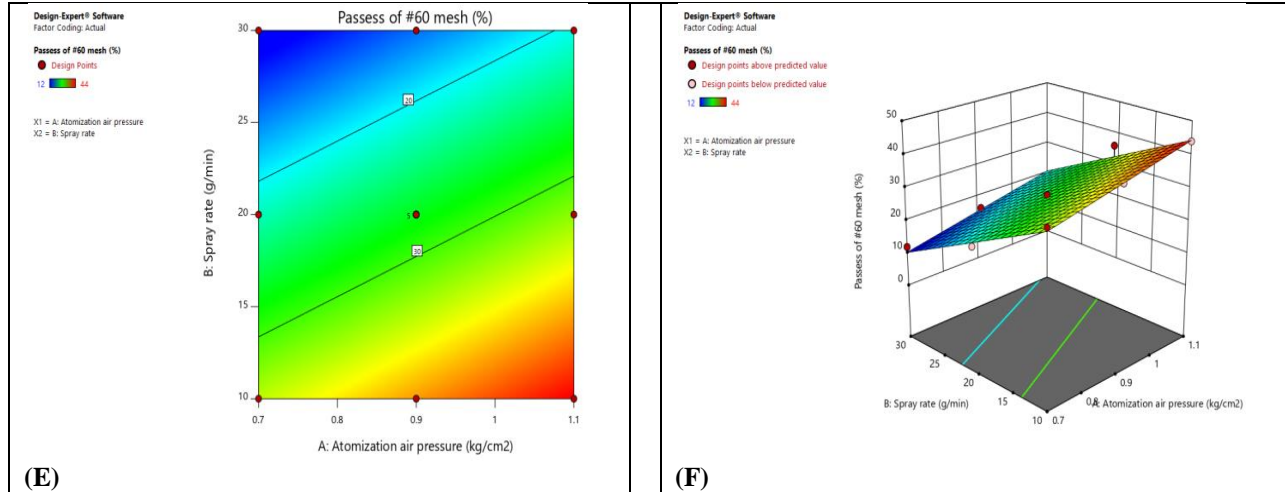 Design-Expert® Software
Factor Coding: Actual
Passess of #60 mesh (%)
Design Points
12 44
X1 = A: Atomization air pressure
X2 = B: Spray rate
Passess of #60 mesh (%)
30
25
20
15
10
B: Spray rate (g/min)
20
5
30
0.7 0.8 0.9 1 1.1
A: Atomization air pressure (kg/cm2)
(E)
Design-Expert® Software
Factor Coding: Actual
Passess of #60 mesh (%)
Design points above predicted value
Design points below predicted value
12 44
X1 = A: Atomization air pressure
X2 = B: Spray rate
50
40
30
20
10
0
Passess of #60 mesh (%)
30
25
20
15
10
B: Spray rate (g/min)
1.1
1
0.9
0.8
0.7
A: Atomization air pressure (kg/cm2)
(F)